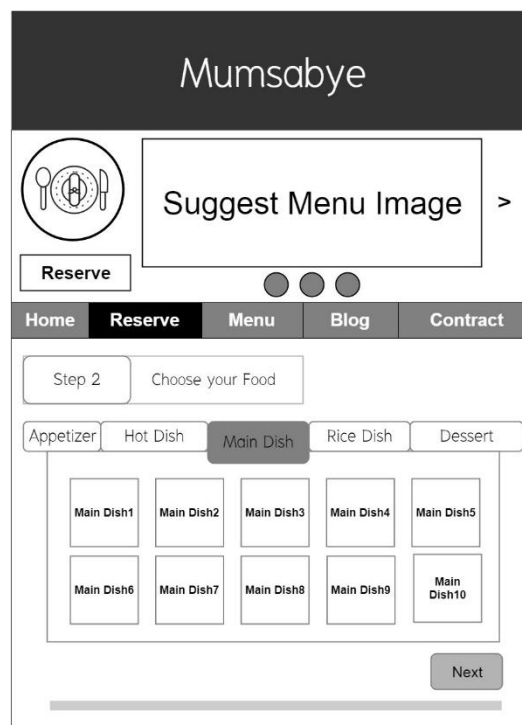 Mumsabye
Suggest Menu Image >
Reserve
Home Reserve Menu Blog Contract
Step 2 Choose your Food
Appetizer Hot Dish Main Dish Rice Dish Dessert
Main Dish1 Main Dish2 Main Dish3 Main Dish4 Main Dish5
Main Dish6 Main Dish7 Main Dish8 Main Dish9 Main
Dish10
Next